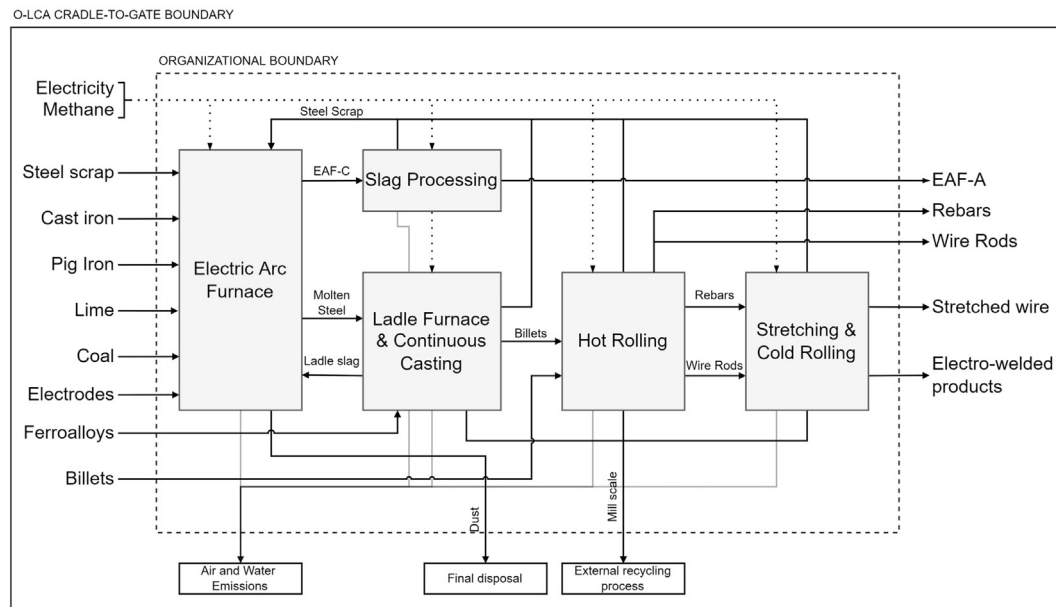 O-LCA CRADLE-TO-GATE BOUNDARY
ORGANIZATIONAL BOUNDARY
Electricity
Methane
Steel Scrap
Steel scrap
Cast iron
Pig Iron
Lime
Coal
Electrodes
Ferroalloys
Billets
Electric Arc
Furnace
EAF-C
Slag Processing
Molten
Steel
Ladle slag
Ladle Furnace
& Continuous
Casting
Billets
Hot Rolling
Rebars
Wire Rods
Stretching &
Cold Rolling
EAF-A
Rebars
Wire Rods
Stretched wire
Electro-welded
products
Dust
Mill scale
Air and Water
Emissions
Final disposal
External recycling
process